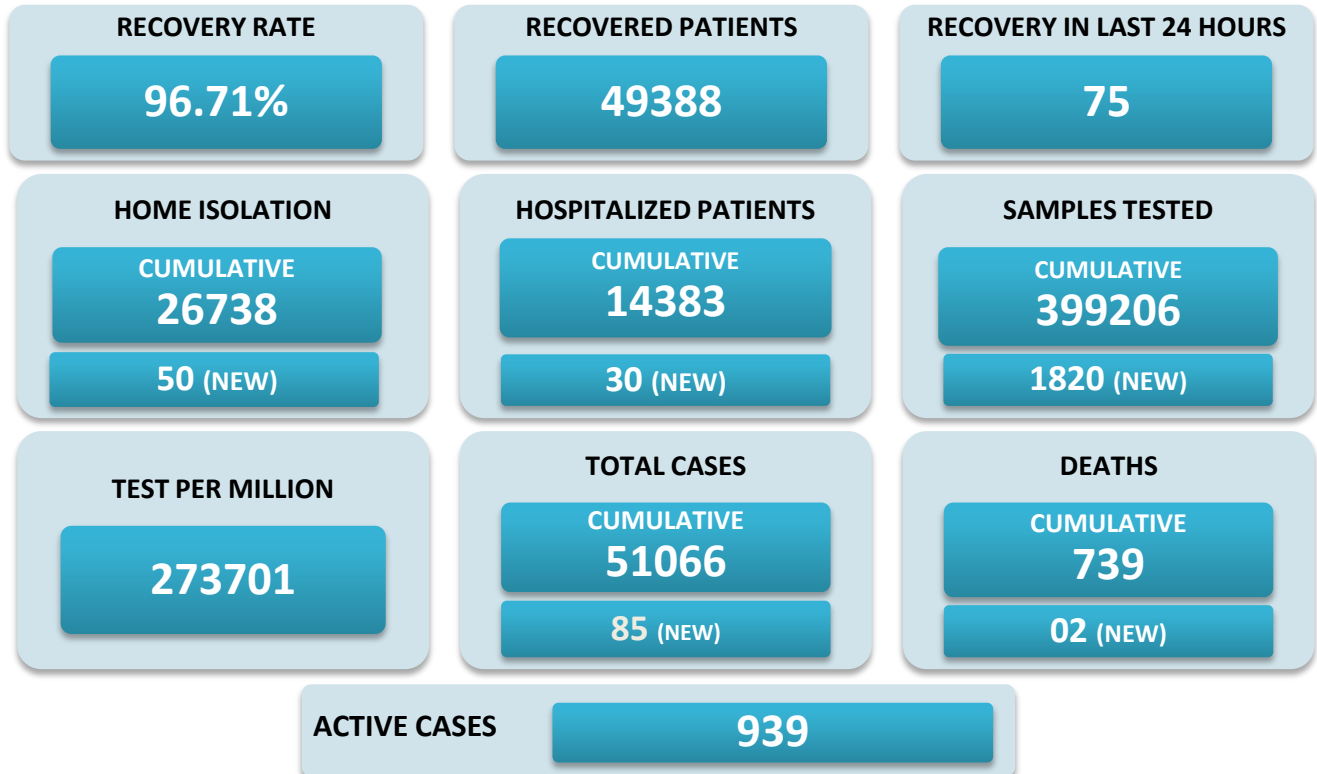 RECOVERY RATE
96.71%
RECOVERED PATIENTS
49388
RECOVERY IN LAST 24 HOURS
75
HOME ISOLATION
CUMULATIVE
26738
50 (NEW)
HOSPITALIZED PATIENTS
CUMULATIVE
14383
30 (NEW)
SAMPLES TESTED
CUMULATIVE
399206
1820 (NEW)
TEST PER MILLION
273701
TOTAL CASES
CUMULATIVE
51066
85 (NEW)
DEATHS
CUMULATIVE
739
02 (NEW)
ACTIVE CASES
939